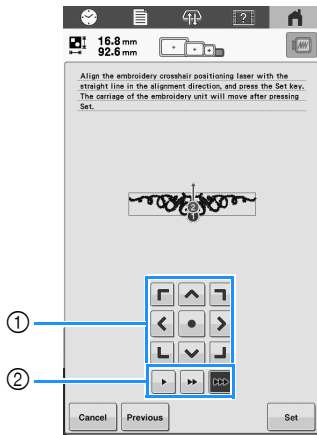 ?
16.8 mm
92.6 mm
Align the embroidery crosshair positioning laser with the
straight line in the alignment direction, and press the Set key.
The carriage of the embroidery unit will move after pressing
Set.
2
1
①
②
Cancel Previous Set